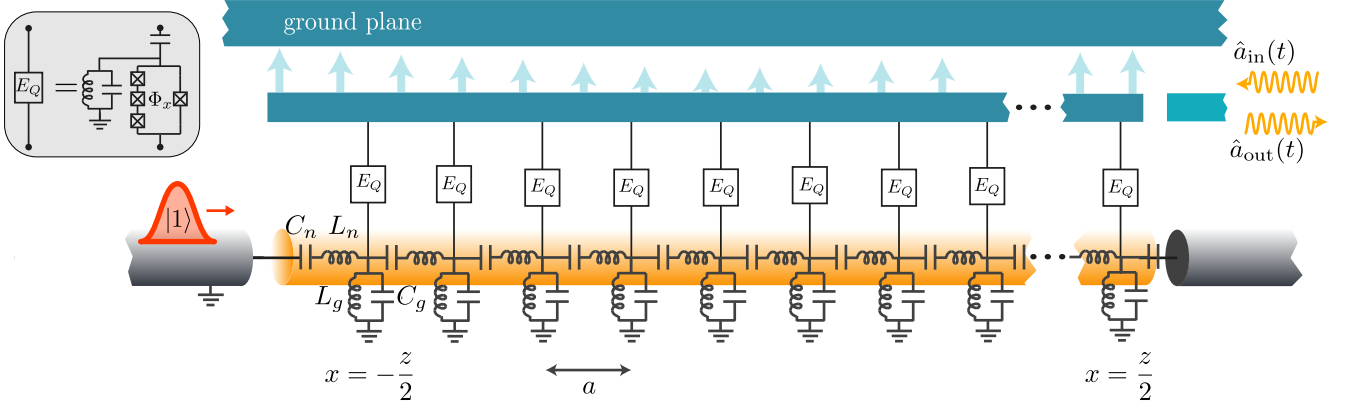 ground plane
E_Q = Φ_x
â_in(t)
â_out(t)
E_Q E_Q E_Q E_Q E_Q E_Q E_Q E_Q E_Q
|1⟩
C_n L_n
L_g C_g
x = -z/2
a
x = z/2